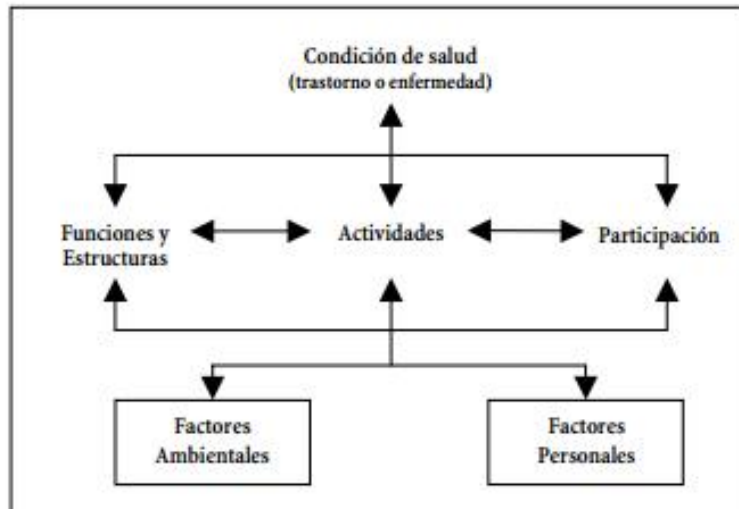 Condición de salud
(trastorno o enfermedad)
Funciones y
Estructuras
Actividades
Participación
Factores
Ambientales
Factores
Personales